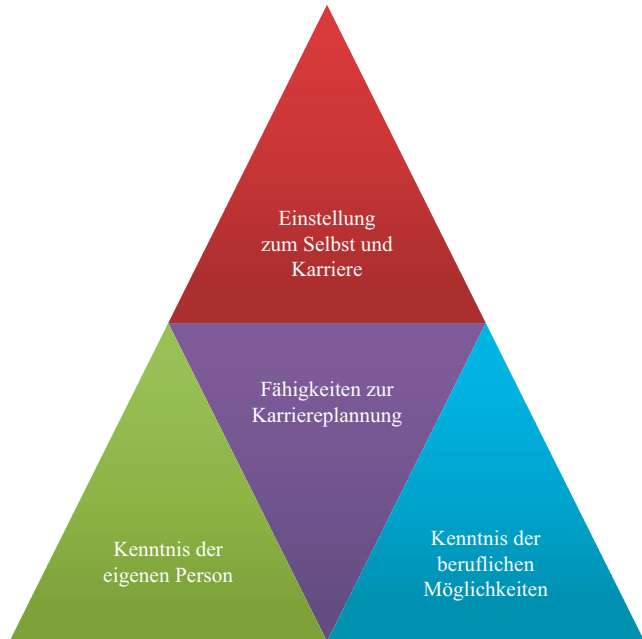 Einstellung
zum Selbst und
Karriere
Fähigkeiten zur
Karriereplannung
Kenntnis der
eigenen Person
Kenntnis der
beruflichen
Möglichkeiten